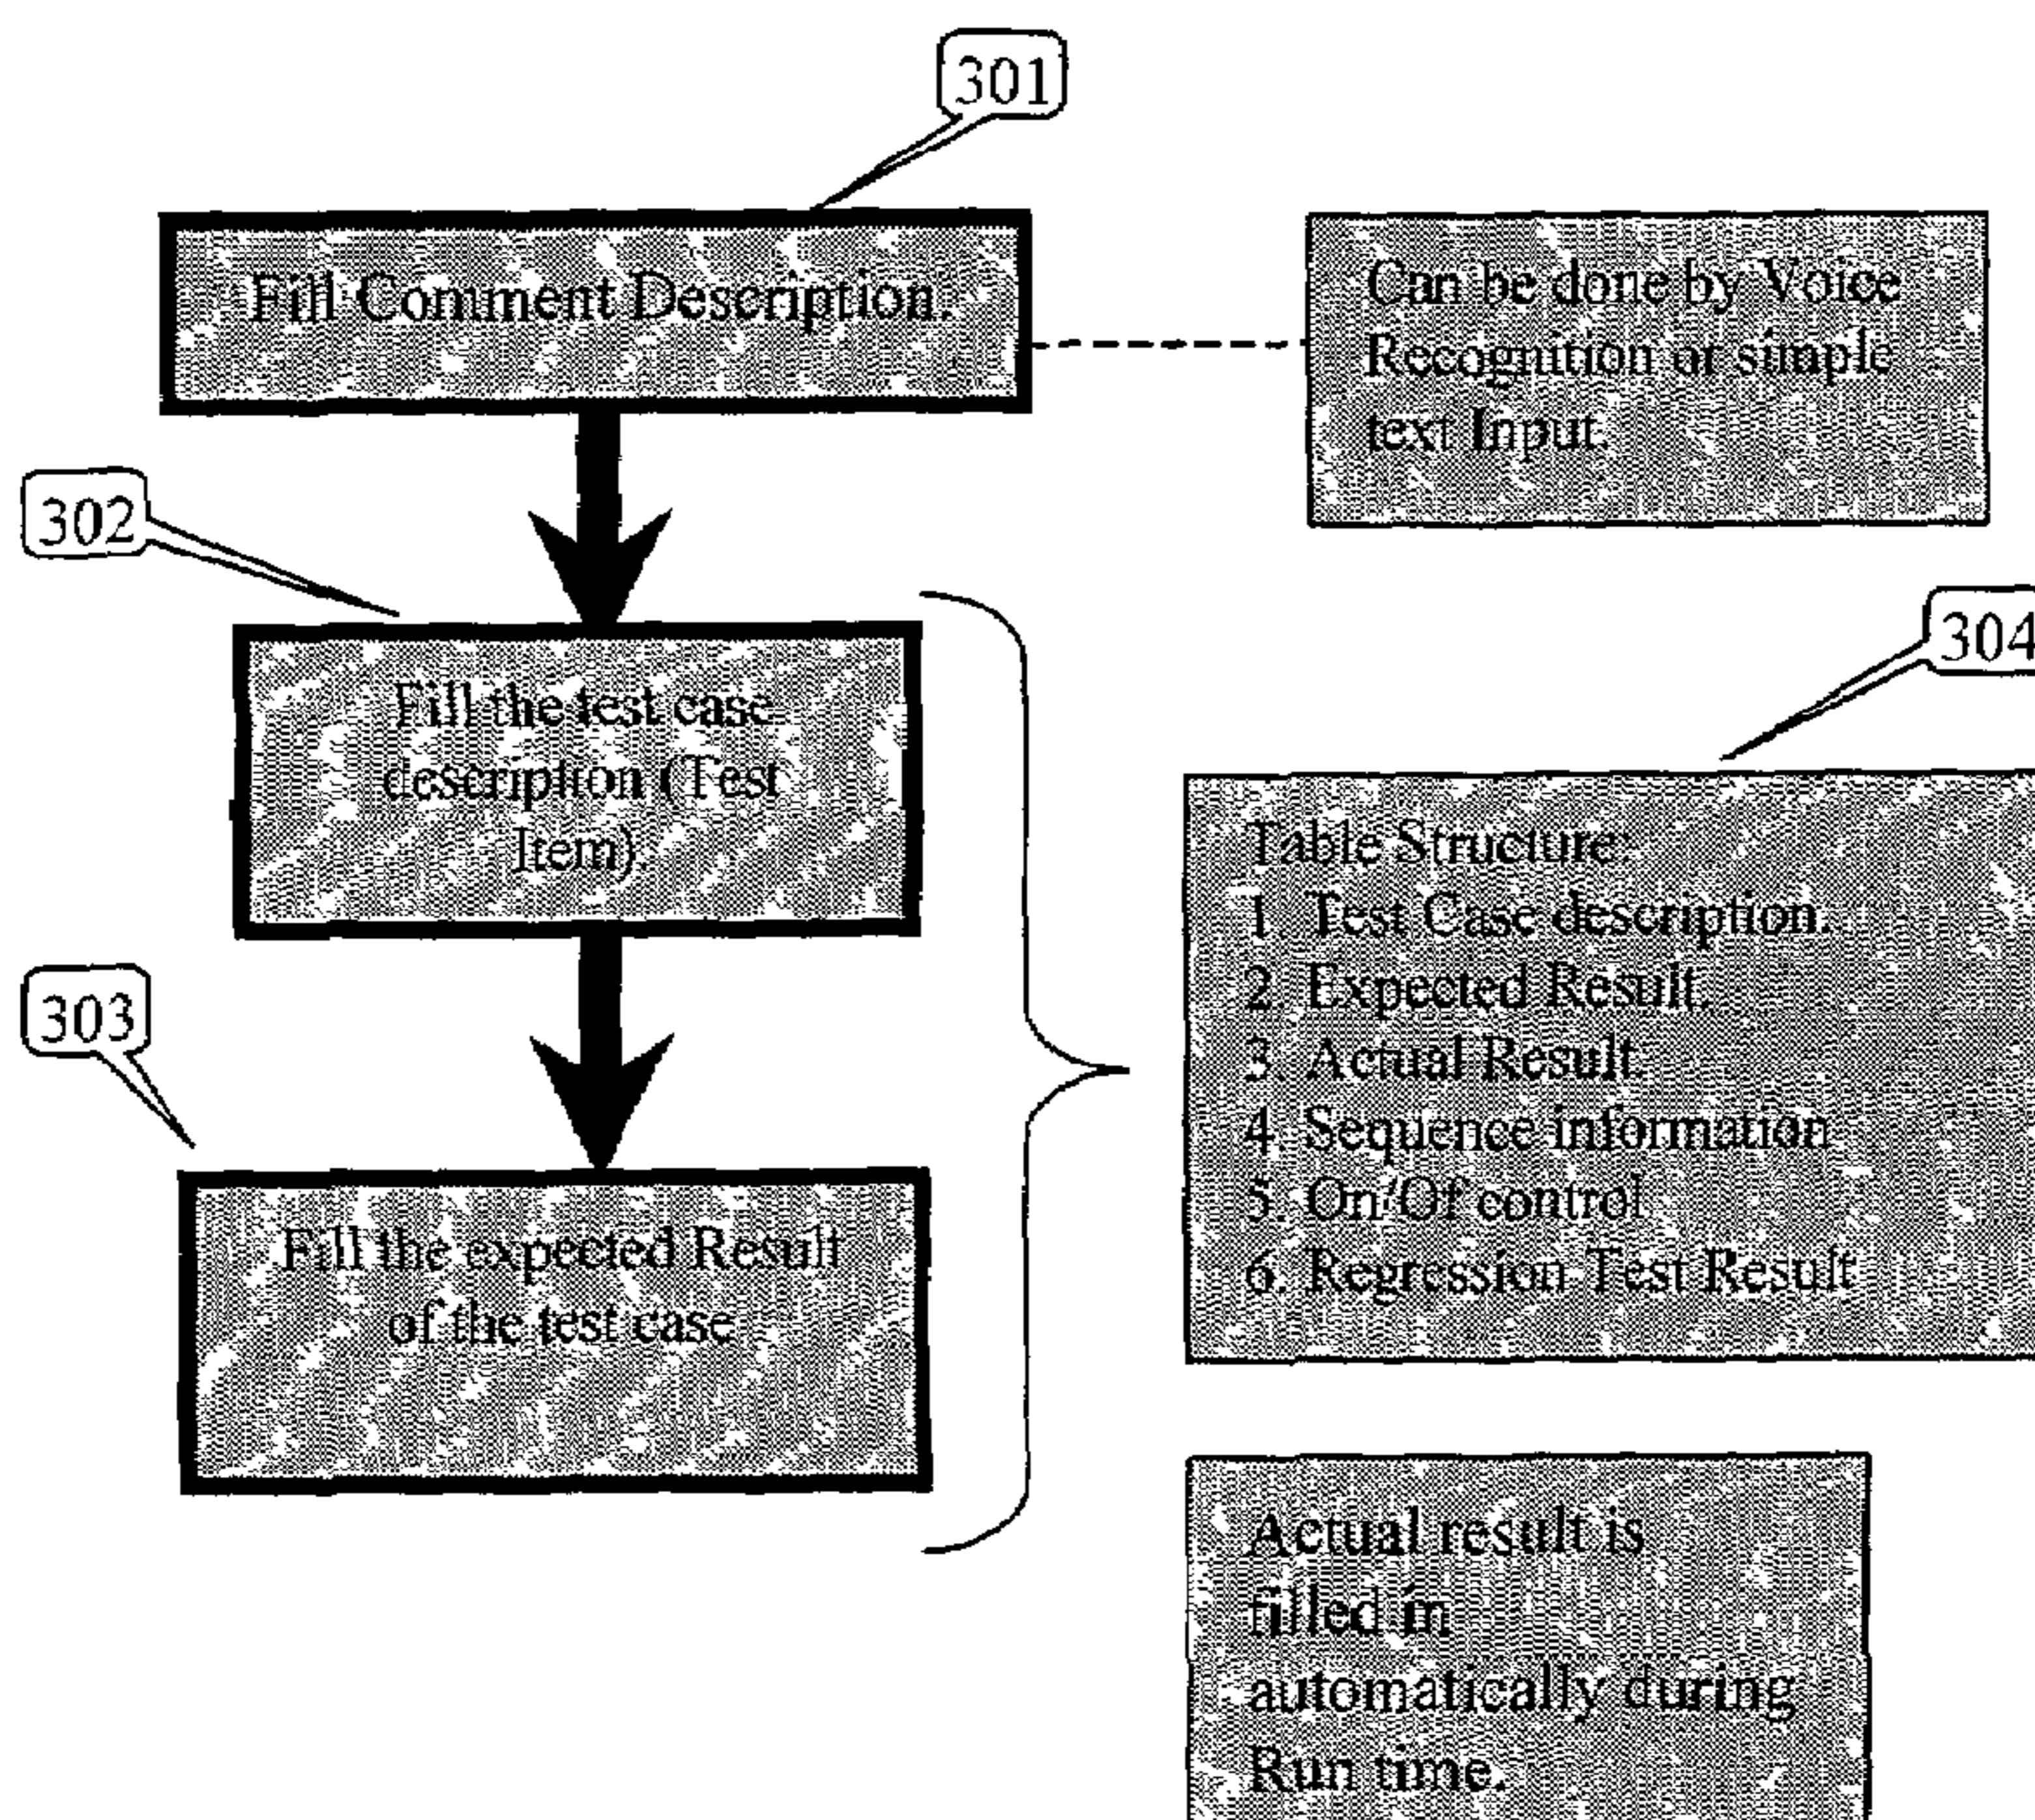 301
Fill Comment Description.
Can be done by Voice
Recognition or simple
text Input.
302
Fill the test case
description (Test
Item).
304
Table Structure:
1. Test Case description.
2. Expected Result.
3. Actual Result.
4. Sequence information
5. On/Of control
6. Regression Test Result
303
Fill the expected Result
of the test case
Actual result is
filled in
automatically during
Run time.